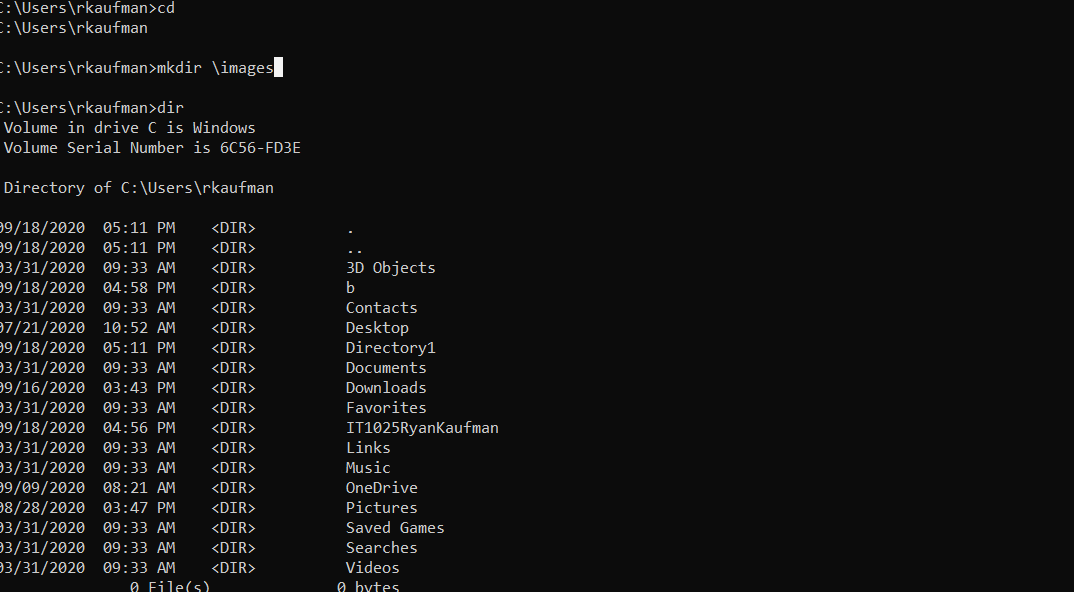 C:\Users\rkaufman>cd
C:\Users\rkaufman
C:\Users\rkaufman>mkdir \images
C:\Users\rkaufman>dir
Volume in drive C is Windows
Volume Serial Number is 6C56-FD3E
Directory of C:\Users\rkaufman
09/18/2020 05:11 PM <DIR> .
09/18/2020 05:11 PM <DIR> ..
03/31/2020 09:33 AM <DIR> 3D Objects
09/18/2020 04:58 PM <DIR> b
03/31/2020 09:33 AM <DIR> Contacts
07/21/2020 10:52 AM <DIR> Desktop
09/18/2020 05:11 PM <DIR> Directory1
03/31/2020 09:33 AM <DIR> Documents
09/16/2020 03:43 PM <DIR> Downloads
03/31/2020 09:33 AM <DIR> Favorites
09/18/2020 04:56 PM <DIR> IT1025RyanKaufman
03/31/2020 09:33 AM <DIR> Links
03/31/2020 09:33 AM <DIR> Music
09/09/2020 08:21 AM <DIR> OneDrive
08/28/2020 03:47 PM <DIR> Pictures
03/31/2020 09:33 AM <DIR> Saved Games
03/31/2020 09:33 AM <DIR> Searches
03/31/2020 09:33 AM <DIR> Videos
0 File(s) 0 bytes